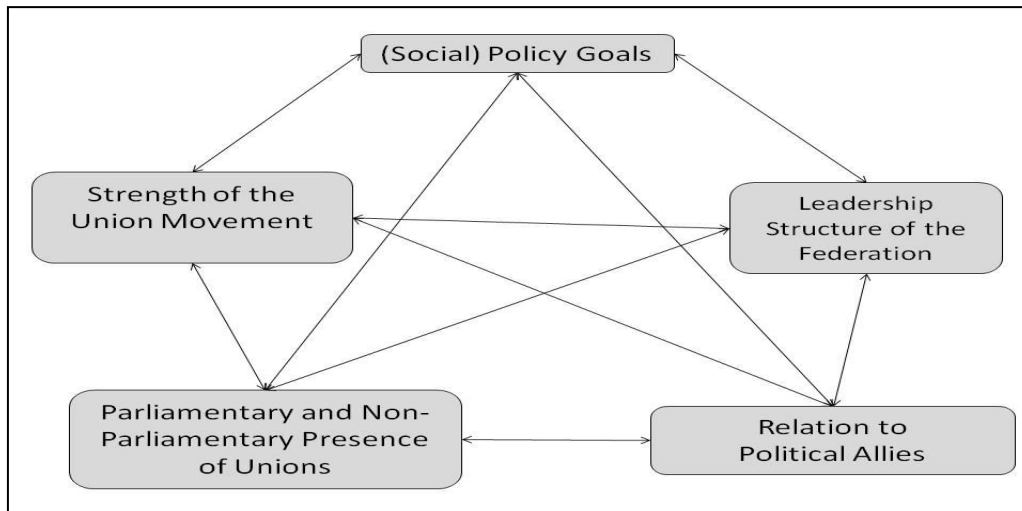 (Social) Policy Goals
Strength of the
Union Movement
Leadership
Structure of the
Federation
Parliamentary and Non-
Parliamentary Presence
of Unions
Relation to
Political Allies